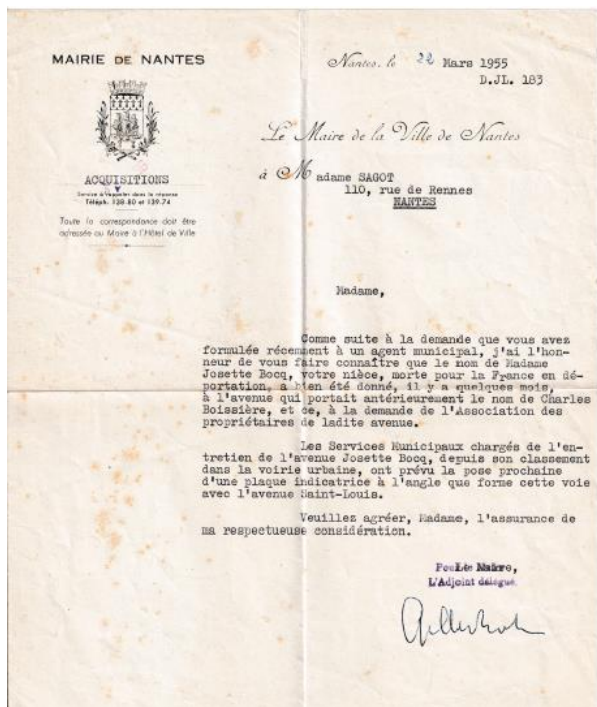 MAIRIE DE NANTES
Nantes, le 22 Mars 1955
D.JL. 183
Le Maire de la Ville de Nantes
ACQUISITIONS
Service à rappeler dans la réponse
Téléph. 138-80 et 139.74
Toute la correspondance doit être
adressée au Maire à l'Hôtel de Ville
à Madame SAGOT
110, rue de Rennes
NANTES
Madame,
Comme suite à la demande que vous avez
formulée récemment à un agent municipal, j'ai l'hon-
neur de vous faire connaître que le nom de Madame
Josette Bocq, votre nièce, morte pour la France en dé-
portation, a bien été donné, il y a quelques mois,
à l'avenue qui portait antérieurement le nom de Charles
Boissière, et ce, à la demande de l'Association des
propriétaires de ladite avenue.
Les Services Municipaux chargés de l'en-
tretien de l'avenue Josette Bocq, depuis son classement
dans la voirie urbaine, ont prévu la pose prochaine
d'une plaque indicatrice à l'angle que forme cette voie
avec l'avenue Saint-Louis.
Veuillez agréer, Madame, l'assurance de
ma respectueuse considération.
L'Adjoint délégué